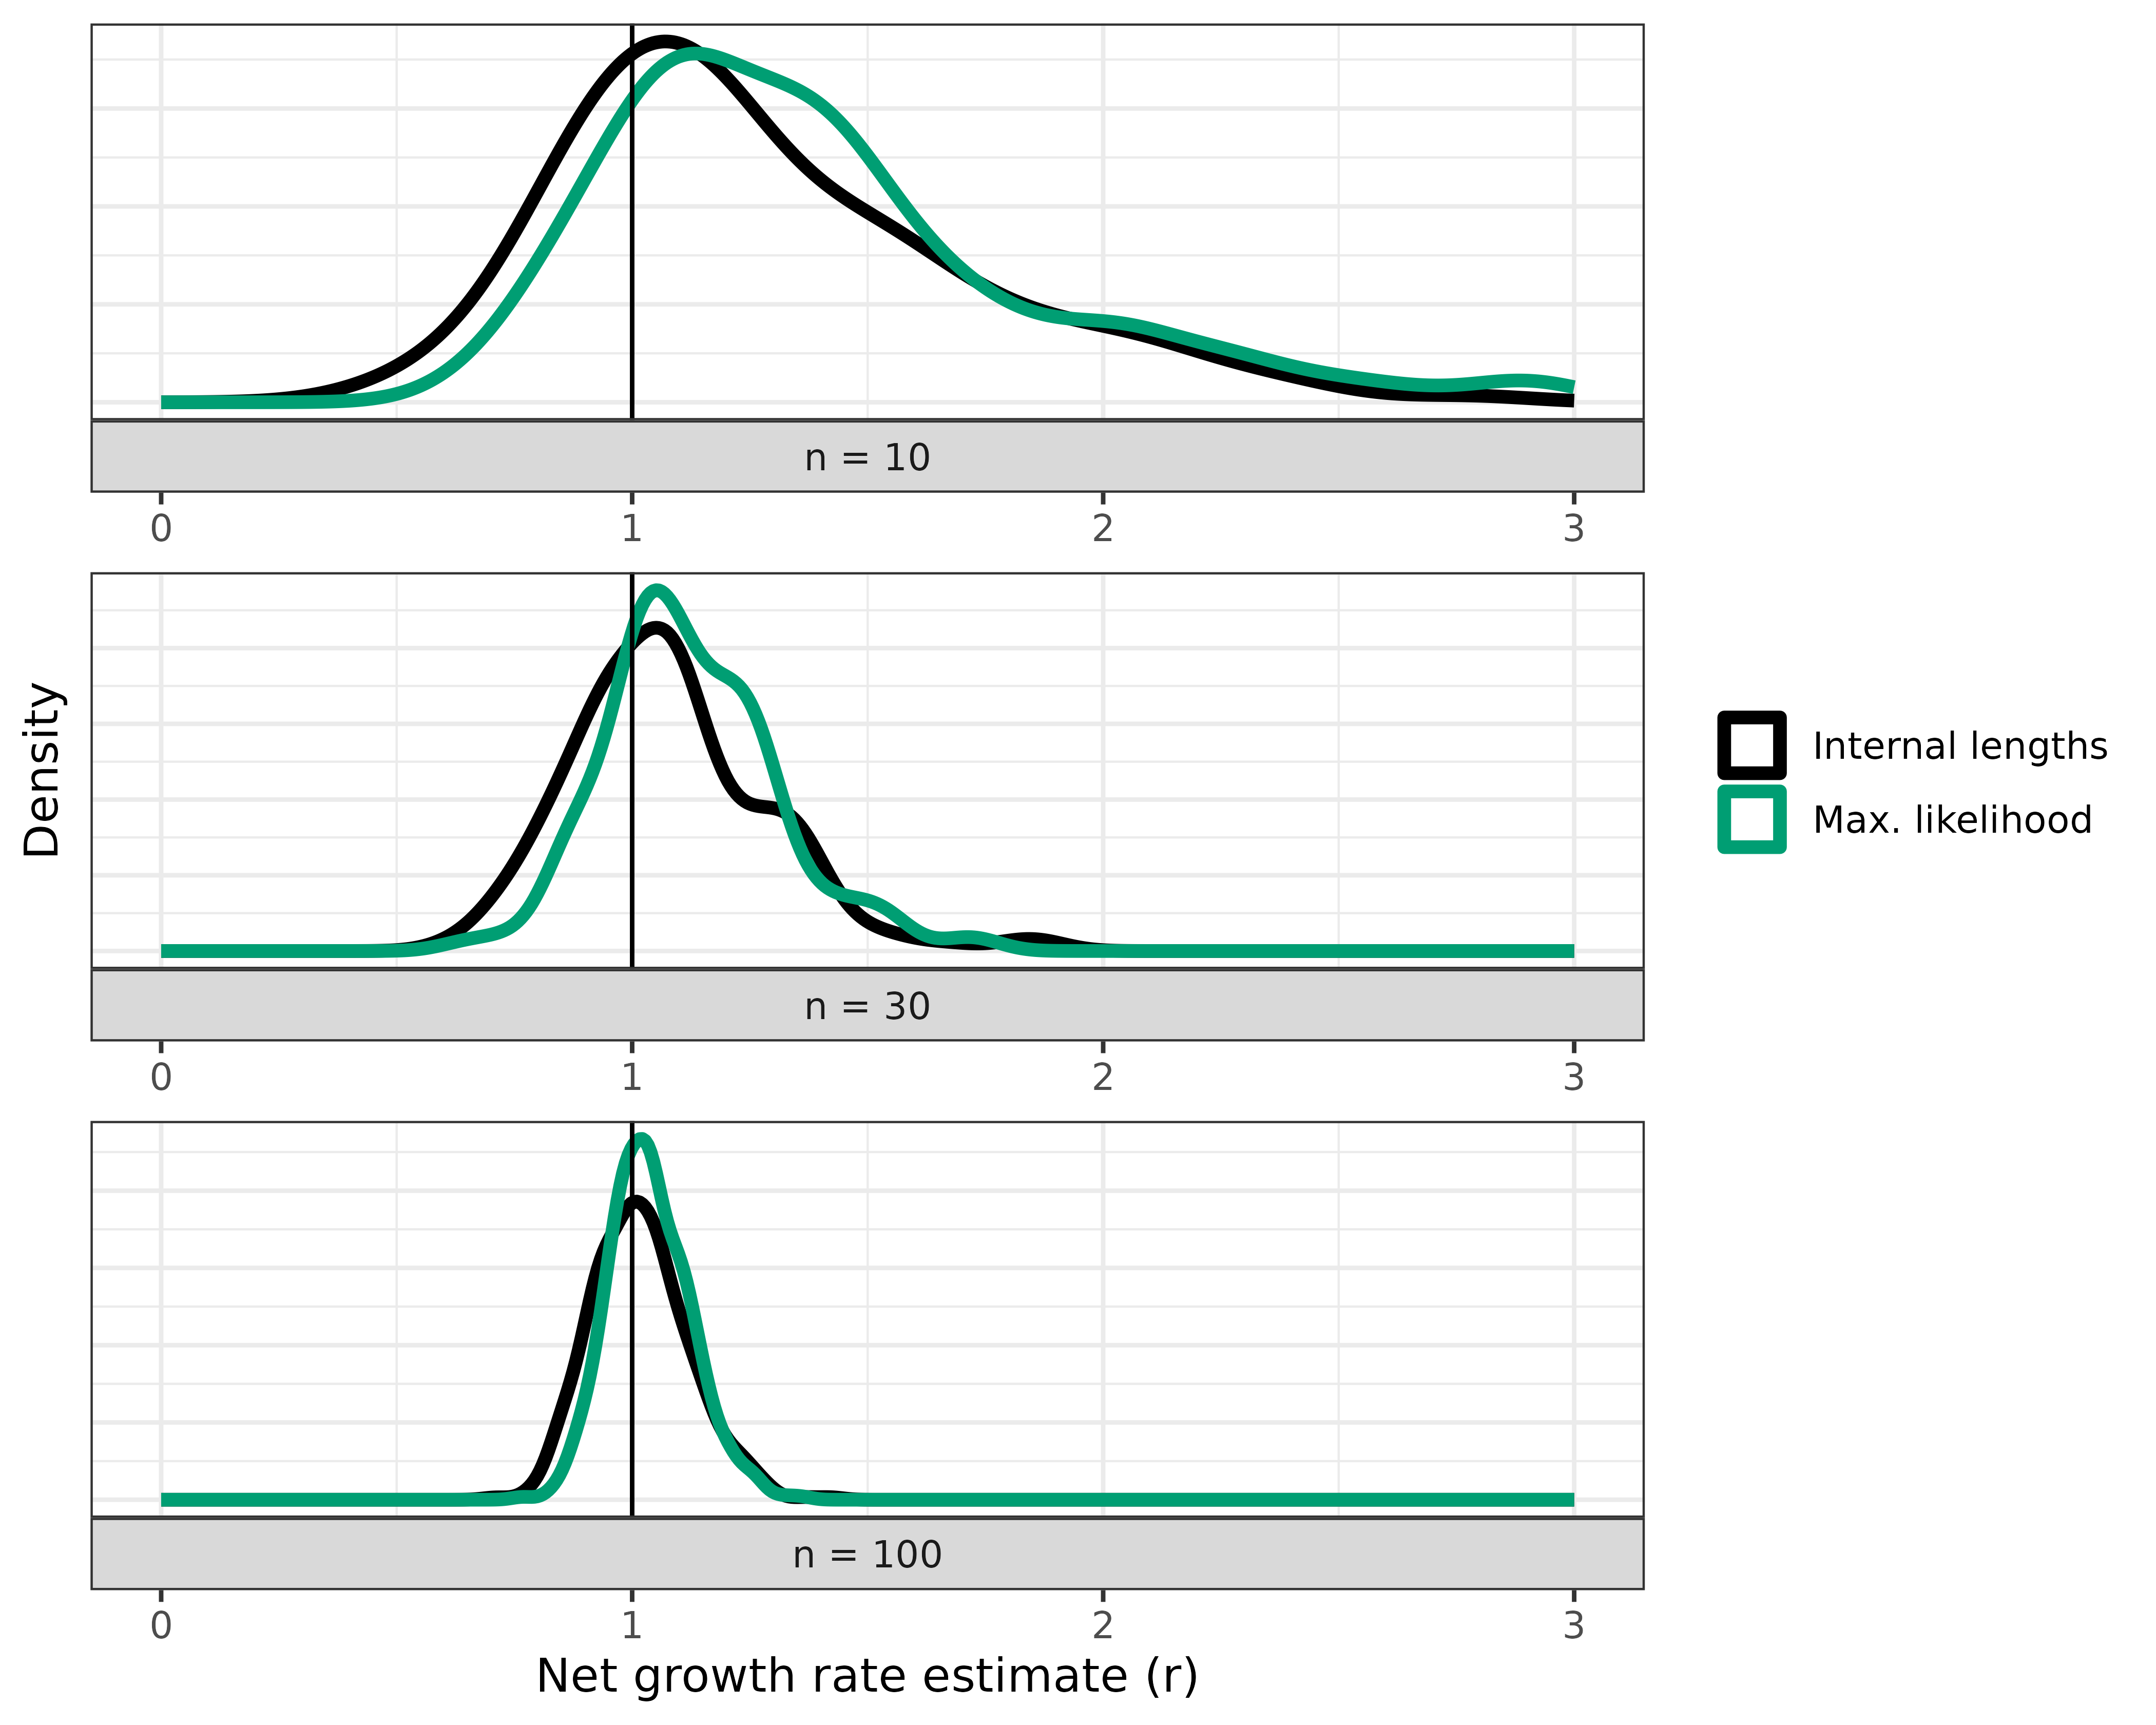 n = 10
0 1 2 3
Density
n = 30
0 1 2 3
Internal lengths
Max. likelihood
n = 100
0 1 2 3
Net growth rate estimate (r)